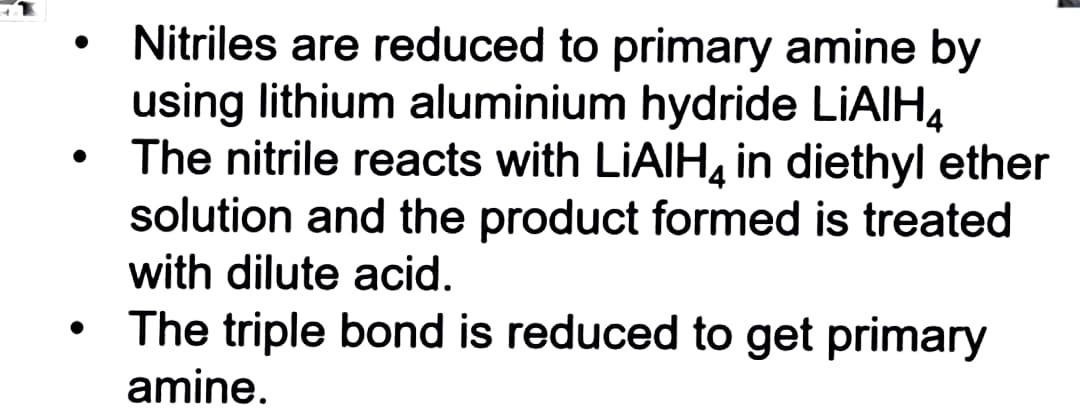 • Nitriles are reduced to primary amine by
using lithium aluminium hydride LiAlH₄
• The nitrile reacts with LiAlH₄ in diethyl ether
solution and the product formed is treated
with dilute acid.
• The triple bond is reduced to get primary
amine.